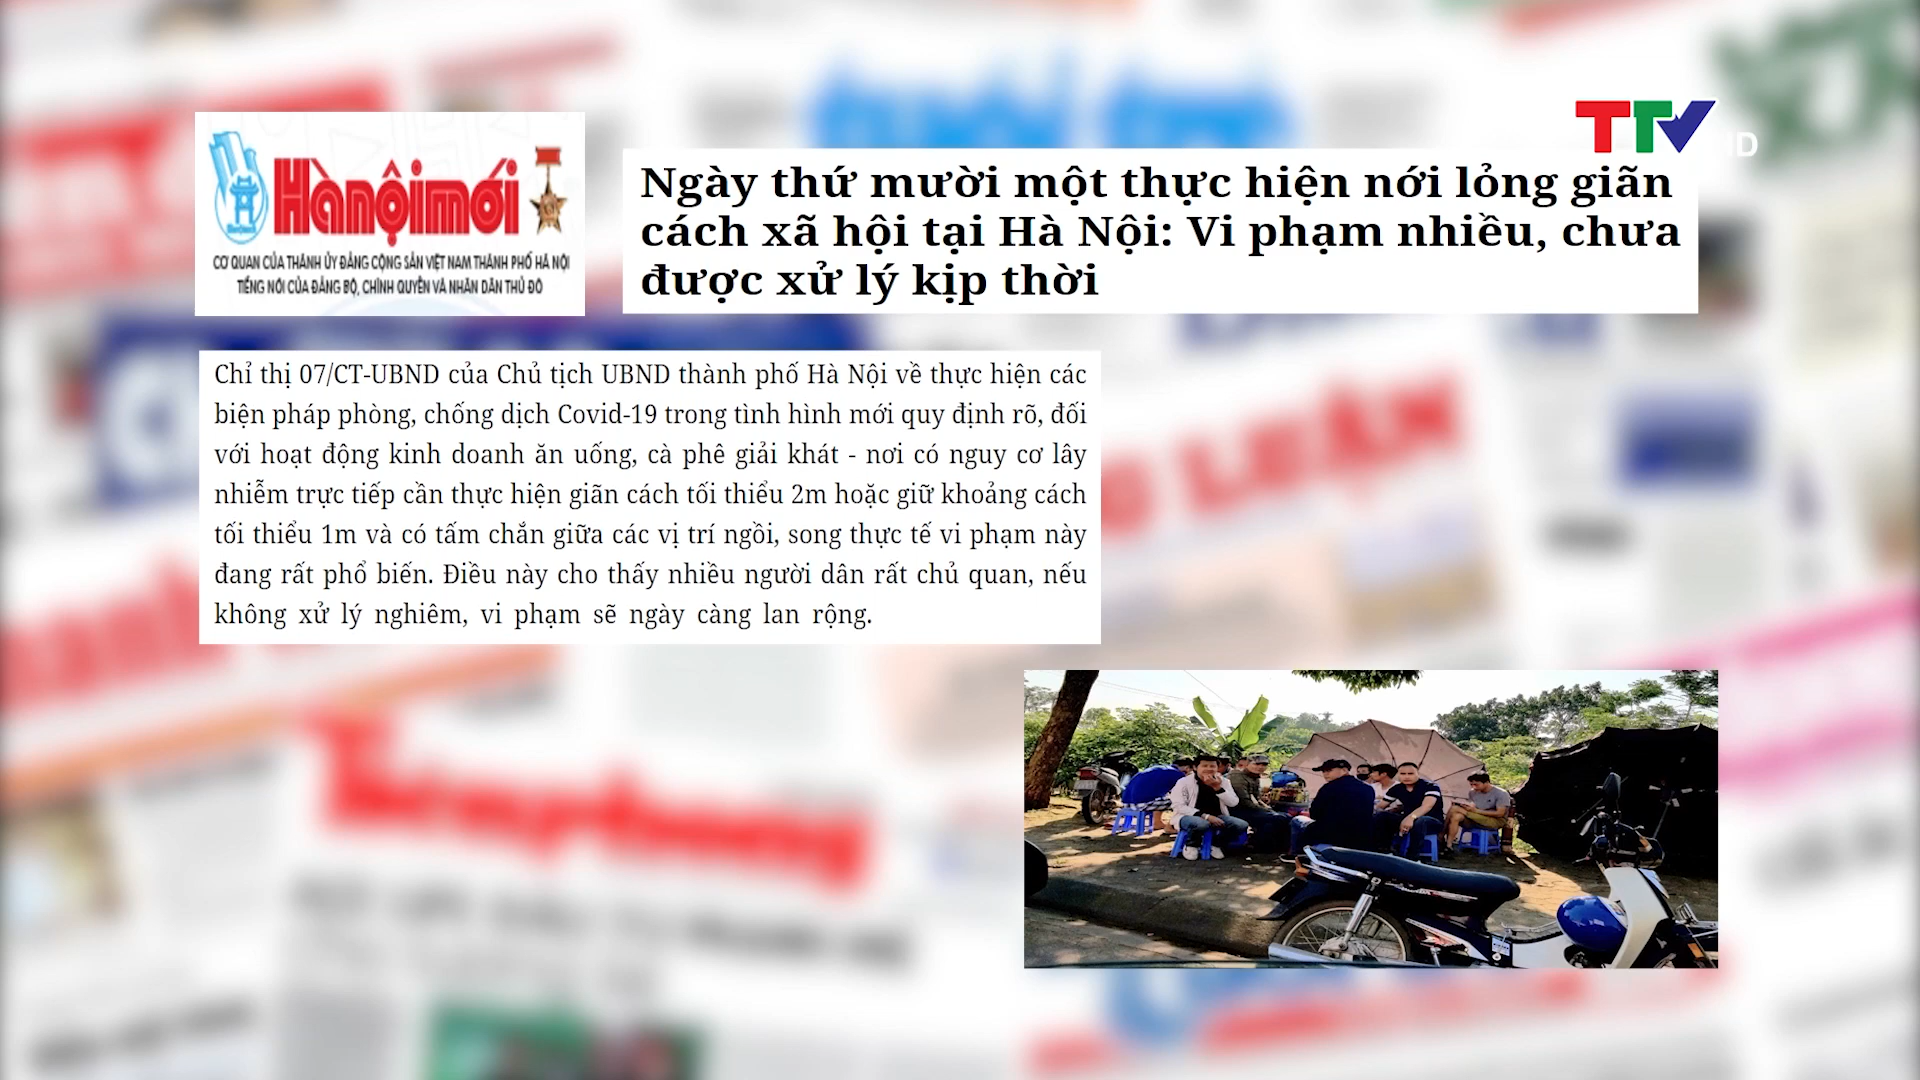 TTV HD
Hànộimới
CƠ QUAN CỦA THÀNH ỦY ĐẢNG CỘNG SẢN VIỆT NAM THÀNH PHỐ HÀ NỘI
TIẾNG NÓI CỦA ĐẢNG BỘ, CHÍNH QUYỀN VÀ NHÂN DÂN THỦ ĐÔ
Ngày thứ mười một thực hiện nới lỏng giãn
cách xã hội tại Hà Nội: Vi phạm nhiều, chưa
được xử lý kịp thời
Chỉ thị 07/CT-UBND của Chủ tịch UBND thành phố Hà Nội về thực hiện các
biện pháp phòng, chống dịch Covid-19 trong tình hình mới quy định rõ, đối
với hoạt động kinh doanh ăn uống, cà phê giải khát - nơi có nguy cơ lây
nhiễm trực tiếp cần thực hiện giãn cách tối thiểu 2m hoặc giữ khoảng cách
tối thiểu 1m và có tấm chắn giữa các vị trí ngồi, song thực tế vi phạm này
đang rất phổ biến. Điều này cho thấy nhiều người dân rất chủ quan, nếu
không xử lý nghiêm, vi phạm sẽ ngày càng lan rộng.